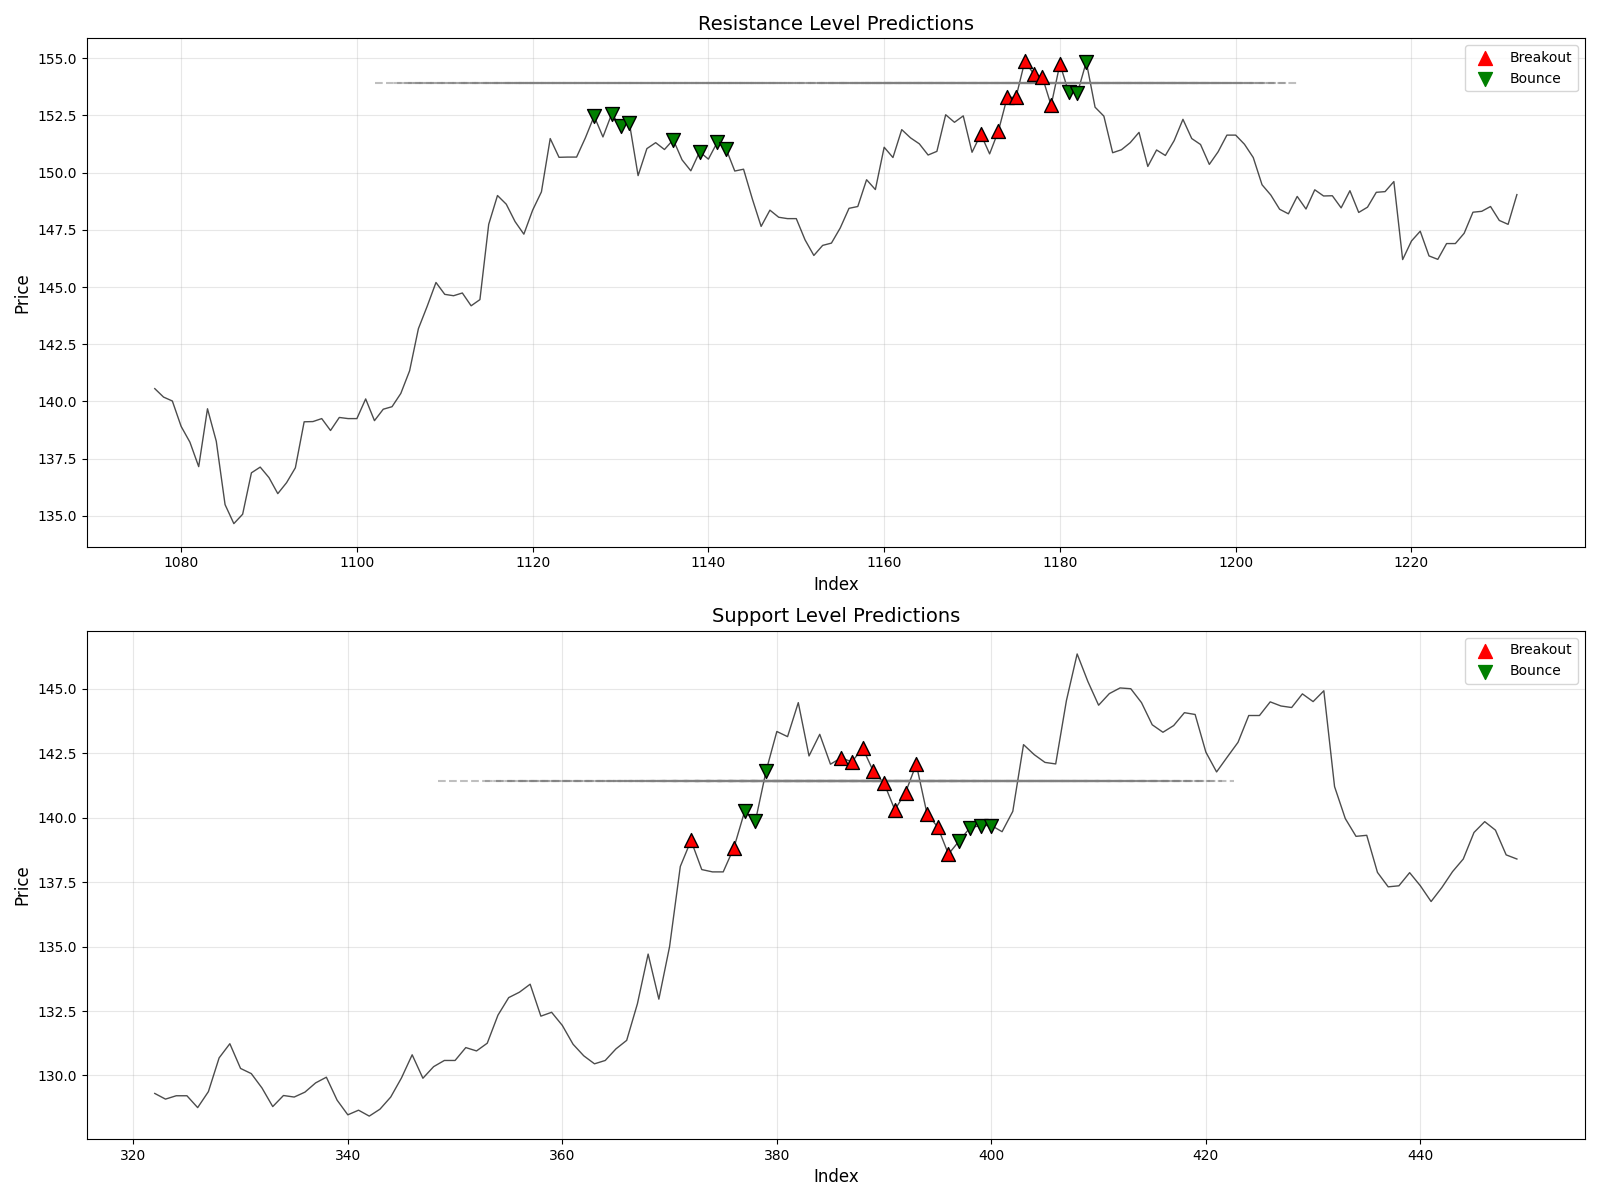 Resistance Level Predictions
Price
155.0
152.5
150.0
147.5
145.0
142.5
140.0
137.5
135.0
Breakout
Bounce
1080 1100 1120 1140 1160 1180 1200 1220
Index
Support Level Predictions
Price
145.0
142.5
140.0
137.5
135.0
132.5
130.0
Breakout
Bounce
320 340 360 380 400 420 440
Index